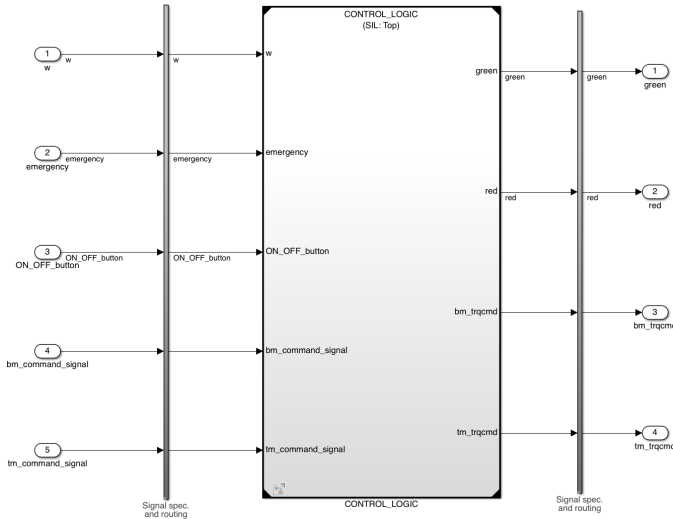 CONTROL_LOGIC
(SIL: Top)
1
w
w
w
w
green
green
green
1
green
2
emergency
emergency
emergency
emergency
red
red
red
2
red
3
ON_OFF_button
ON_OFF_button
ON_OFF_button
ON_OFF_button
bm_trqcmd
3
bm_trqcmd
4
bm_command_signal
bm_command_signal
tm_trqcmd
4
tm_trqcmd
5
tm_command_signal
tm_command_signal
Signal spec.
and routing
CONTROL_LOGIC
Signal spec.
and routing